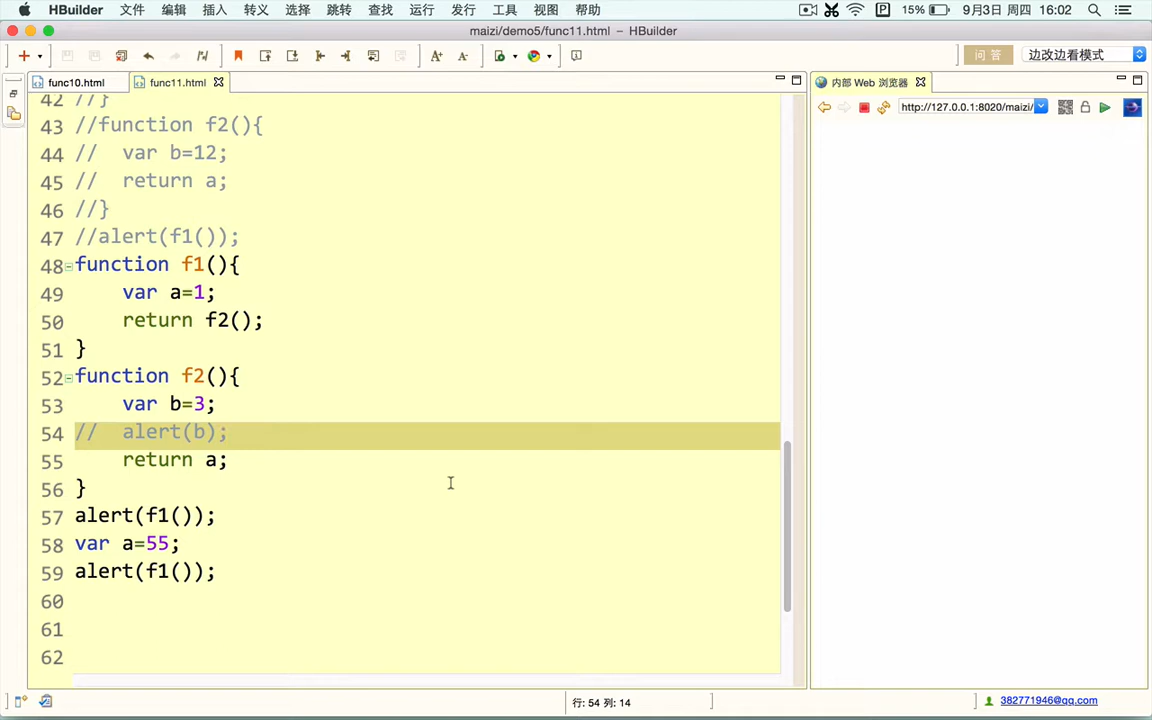 HBuilder 文件 编辑 插入 转义 选择 跳转 查找 运行 发行 工具 视图 帮助 15% 9月3日 周四 16:02
maizi/demo5/func11.html – HBuilder
A+ A- 问 答 边改边看模式
func10.html func11.html 内部 Web 浏览器
http://127.0.0.1:8020/maizi/
42 //}
43 //function f2(){
44 // var b=12;
45 // return a;
46 //}
47 //alert(f1());
48 function f1(){
49 var a=1;
50 return f2();
51 }
52 function f2(){
53 var b=3;
54 // alert(b);
55 return a;
56 }
57 alert(f1());
58 var a=55;
59 alert(f1());
60
61
62
行: 54 列: 14 382771946@qq.com